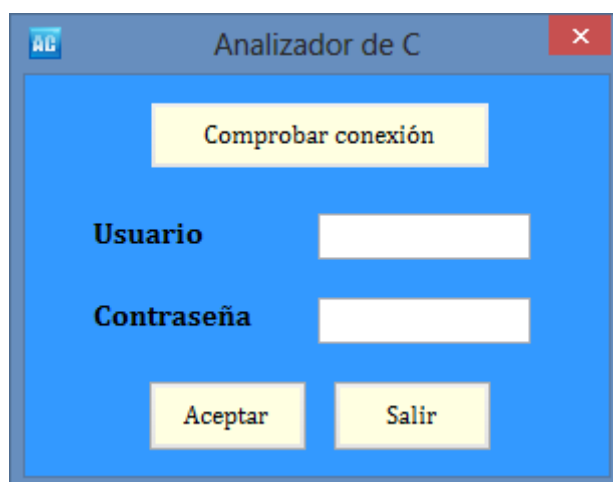 AC Analizador de C
Comprobar conexión
Usuario
Contraseña
Aceptar Salir